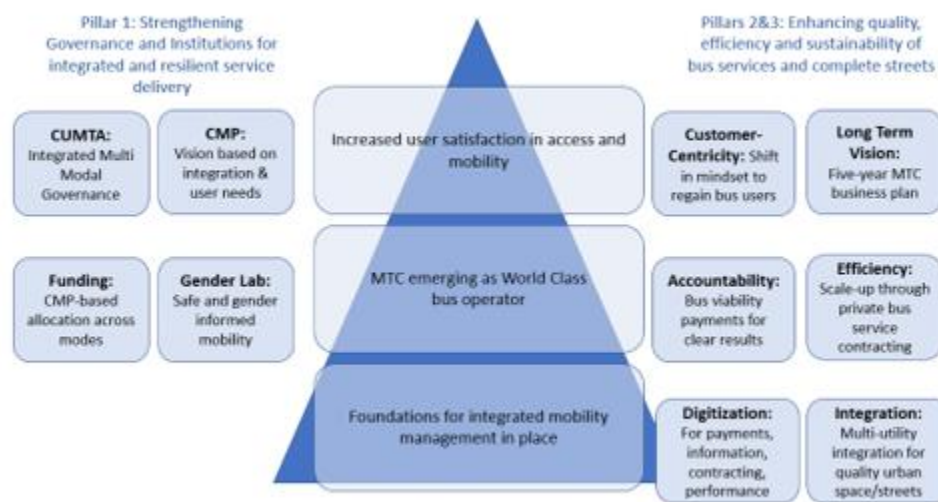 Pillar 1: Strengthening
Governance and Institutions for
integrated and resilient service
delivery
Pillars 2&3: Enhancing quality,
efficiency and sustainability of
bus services and complete streets
CUMTA:
Integrated Multi
Modal
Governance
CMP:
Vision based on
integration &
user needs
Increased user satisfaction in access and
mobility
Customer-
Centricity: Shift
in mindset to
regain bus users
Long Term
Vision:
Five-year MTC
business plan
Funding:
CMP-based
allocation across
modes
Gender Lab:
Safe and gender
informed
mobility
MTC emerging as World Class
bus operator
Accountability:
Bus viability
payments for
clear results
Efficiency:
Scale-up through
private bus
service
contracting
Foundations for integrated mobility
management in place
Digitization:
For payments,
information,
contracting,
performance
Integration:
Multi-utility
integration for
quality urban
space/streets